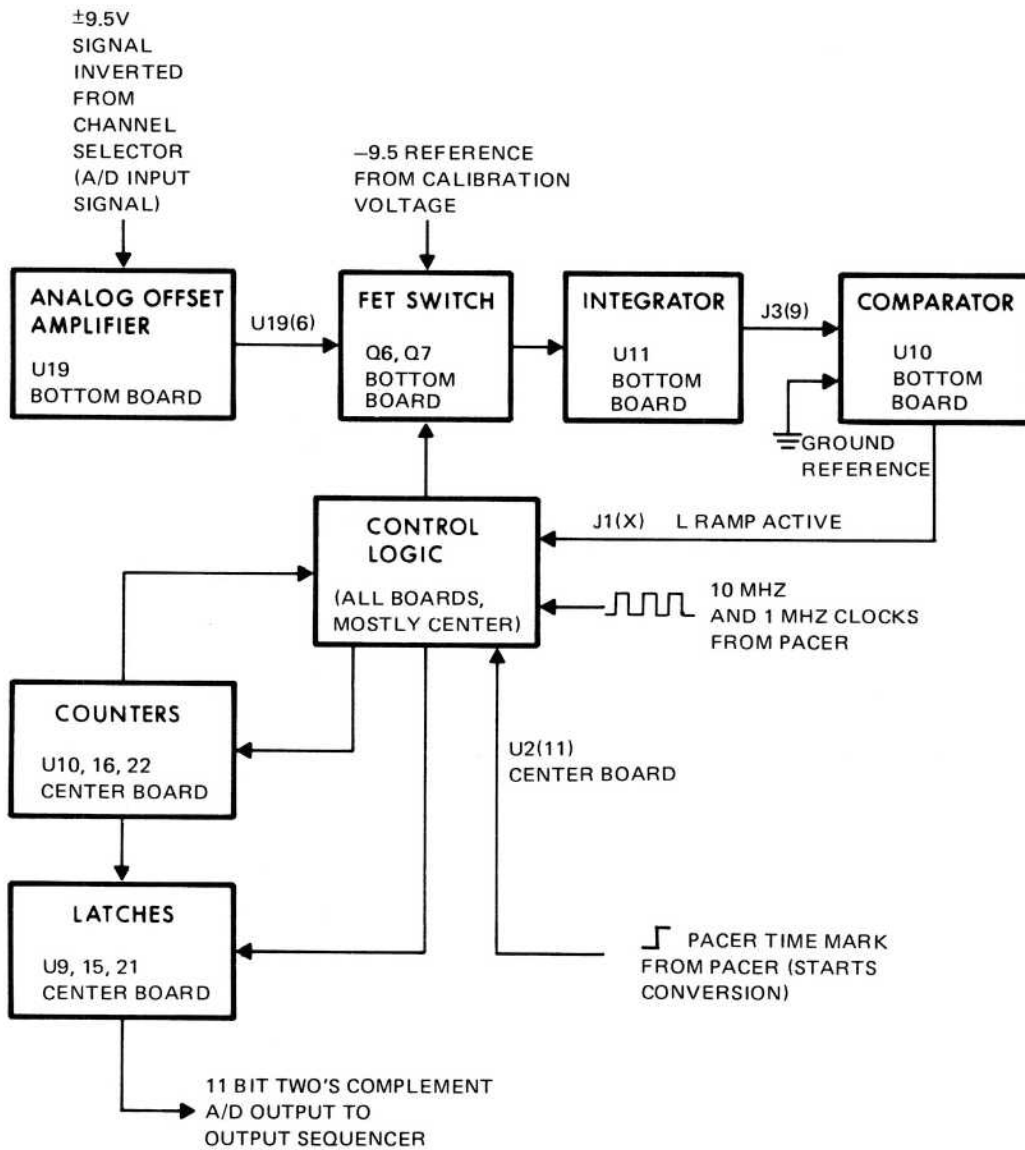 ±9.5V
SIGNAL
INVERTED
FROM
CHANNEL
SELECTOR
(A/D INPUT
SIGNAL)
−9.5 REFERENCE
FROM CALIBRATION
VOLTAGE
ANALOG OFFSET
AMPLIFIER
U19
BOTTOM BOARD
U19(6)
FET SWITCH
Q6, Q7
BOTTOM
BOARD
INTEGRATOR
U11
BOTTOM
BOARD
J3(9)
COMPARATOR
U10
BOTTOM
BOARD
GROUND
REFERENCE
CONTROL
LOGIC
(ALL BOARDS,
MOSTLY CENTER)
J1(X) L RAMP ACTIVE
10 MHZ
AND 1 MHZ CLOCKS
FROM PACER
COUNTERS
U10, 16, 22
CENTER BOARD
U2(11)
CENTER BOARD
LATCHES
U9, 15, 21
CENTER BOARD
PACER TIME MARK
FROM PACER (STARTS
CONVERSION)
11 BIT TWO'S COMPLEMENT
A/D OUTPUT TO
OUTPUT SEQUENCER